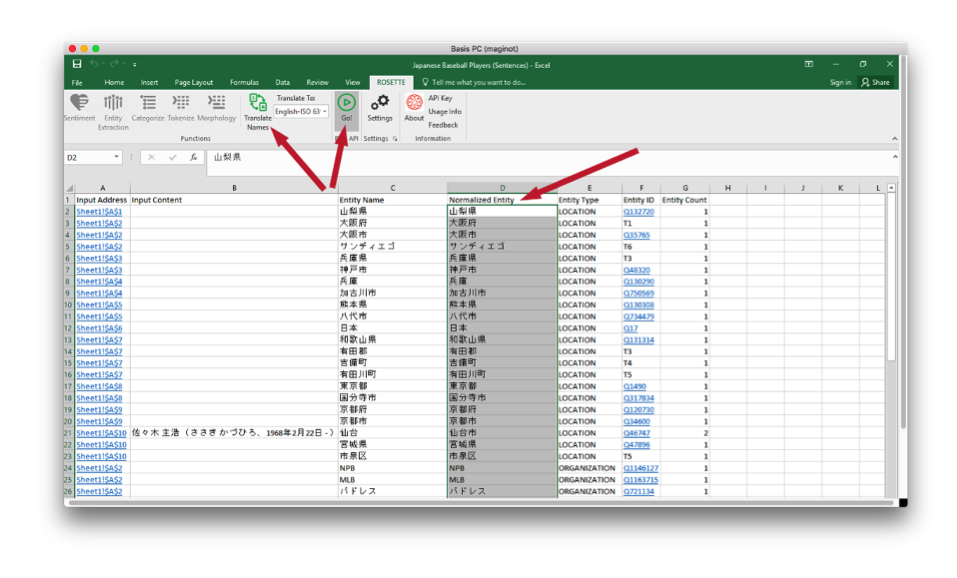 Basis PC (maginot)
Japanese Baseball Players (Sentences) - Excel
File Home Insert Page Layout Formulas Data Review View ROSETTE Tell me what you want to do... Sign in Share
Sentiment Entity Extraction Categorize Tokenize Morphology Translate Names
Translate To:
English-ISO 63
Go! Settings About
API Key
Usage Info
Feedback
Functions API Settings Information
D2 fx 山梨県
A B C D E F G H I J K L
1 Input Address Input Content Entity Name Normalized Entity Entity Type Entity ID Entity Count
2 Sheet1!$A$1 山梨県 山梨県 LOCATION Q132720 1
3 Sheet1!$A$2 大阪府 大阪府 LOCATION T1 1
4 Sheet1!$A$2 大阪市 大阪市 LOCATION Q35765 1
5 Sheet1!$A$2 サンディエゴ サンディエゴ LOCATION T6 1
6 Sheet1!$A$3 兵庫県 兵庫県 LOCATION T3 1
7 Sheet1!$A$3 神戸市 神戸市 LOCATION Q48320 1
8 Sheet1!$A$4 兵庫 兵庫 LOCATION Q130290 1
9 Sheet1!$A$4 加古川市 加古川市 LOCATION Q750569 1
10 Sheet1!$A$5 熊本県 熊本県 LOCATION Q130308 1
11 Sheet1!$A$5 八代市 八代市 LOCATION Q734479 1
12 Sheet1!$A$6 日本 日本 LOCATION Q17 1
13 Sheet1!$A$7 和歌山県 和歌山県 LOCATION Q131314 1
14 Sheet1!$A$7 有田郡 有田郡 LOCATION T3 1
15 Sheet1!$A$7 吉備町 吉備町 LOCATION T4 1
16 Sheet1!$A$7 有田川町 有田川町 LOCATION T5 1
17 Sheet1!$A$8 東京都 東京都 LOCATION Q1490 1
18 Sheet1!$A$8 国分寺市 国分寺市 LOCATION Q317834 1
19 Sheet1!$A$9 京都府 京都府 LOCATION Q120730 1
20 Sheet1!$A$9 京都市 京都市 LOCATION Q34600 1
21 Sheet1!$A$10 佐々木 主浩（ささき かづひろ、1968年2月22日 - ） 仙台 仙台市 LOCATION Q46747 2
22 Sheet1!$A$10 宮城県 宮城県 LOCATION Q47896 1
23 Sheet1!$A$10 市泉区 市泉区 LOCATION T5 1
24 Sheet1!$A$2 NPB NPB ORGANIZATION Q1146127 1
25 Sheet1!$A$2 MLB MLB ORGANIZATION Q1163715 1
26 Sheet1!$A$2 パドレス パドレス ORGANIZATION Q721134 1